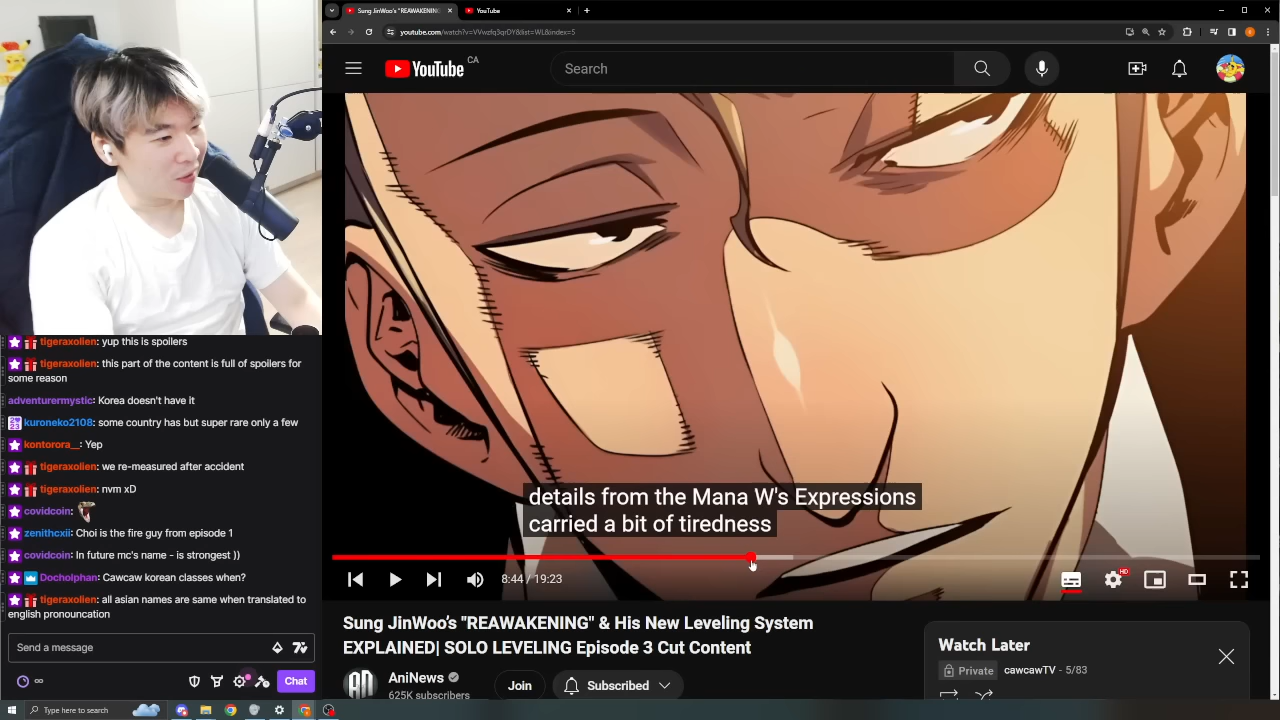 Sung JinWoo's "REAWAKENING"
YouTube
youtube.com/watch?v=VVwzfq3qrDY&list=WL&index=5
YouTube CA
Search
details from the Mana W's Expressions
carried a bit of tiredness
8:44 / 19:23
HD
Sung JinWoo's "REAWAKENING" & His New Leveling System
EXPLAINED| SOLO LEVELING Episode 3 Cut Content
AniNews
625K subscribers
Join
Subscribed
Watch Later
Private cawcawTV - 5/83
tigeraxolien: yup this is spoilers
tigeraxolien: this part of the content is full of spoilers for
some reason
adventurermystic: Korea doesn't have it
kuroneko2108: some country has but super rare only a few
kontorora__: Yep
tigeraxolien: we re-measured after accident
tigeraxolien: nvm xD
covidcoin:
zenithcxii: Choi is the fire guy from episode 1
covidcoin: In future mc's name - is strongest ))
Docholphan: Cawcaw korean classes when?
tigeraxolien: all asian names are same when translated to
english pronouncation
Send a message
Chat
Type here to search